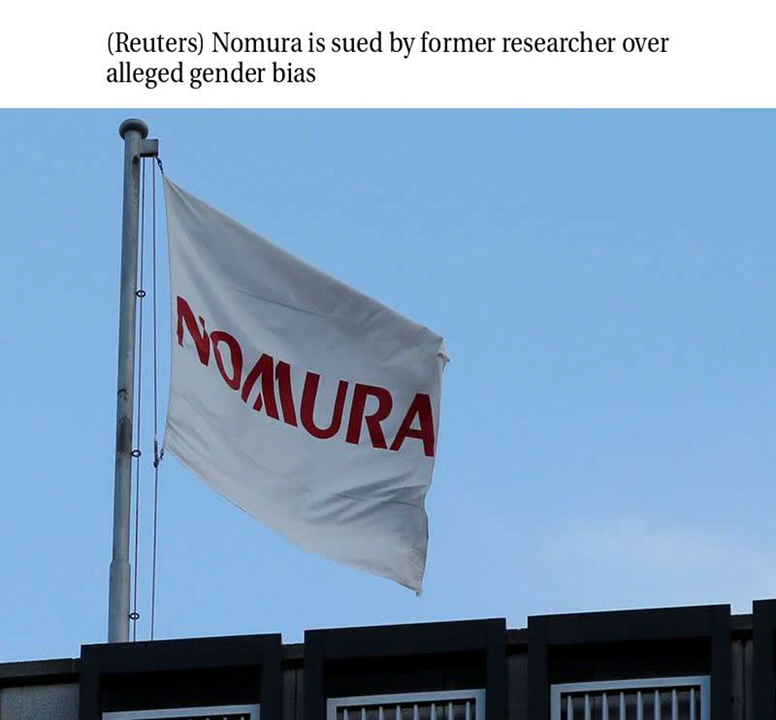 (Reuters) Nomura is sued by former researcher over
alleged gender bias
NOMURA